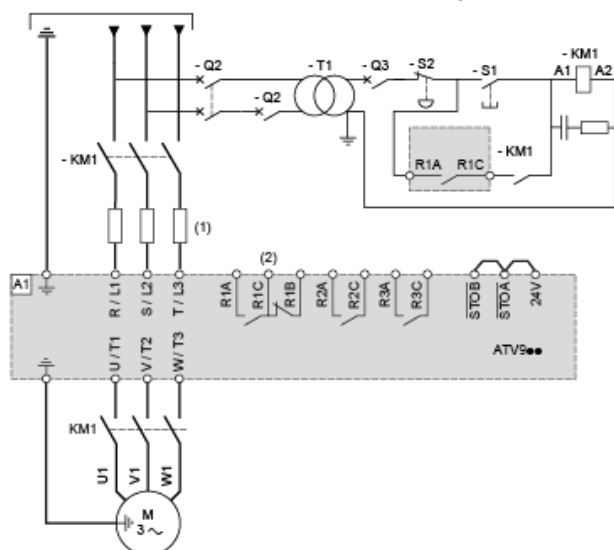 - Q2
- T1
- Q3
- S2
- S1
- KM1
A1
A2
- Q2
- KM1
R1A
R1C
- KM1
(1)
(2)
A1
R / L1
S / L2
T / L3
R1A
R1C
R1B
R2A
R2C
R3A
R3C
STOB
STOA
24V
U / T1
V / T2
W / T3
ATV9●●
KM1
U1
V1
W1
M
3 ~